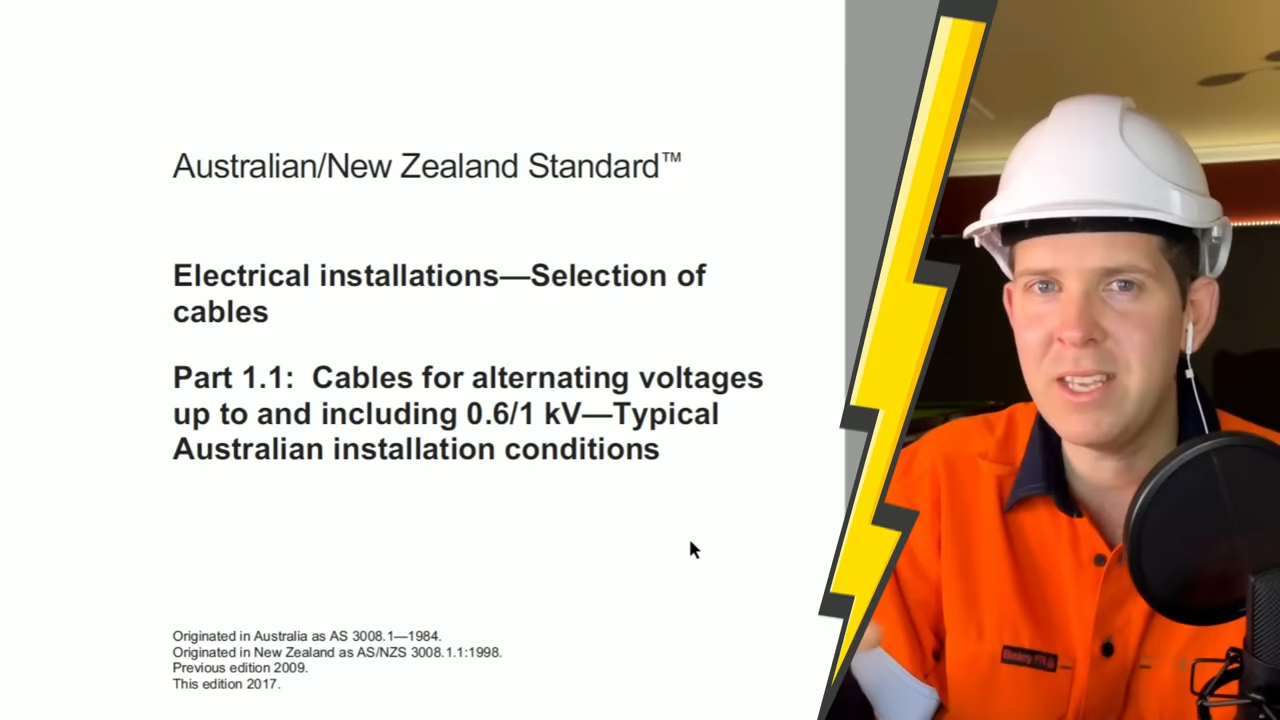 Australian/New Zealand Standard™
Electrical installations—Selection of
cables
Part 1.1: Cables for alternating voltages
up to and including 0.6/1 kV—Typical
Australian installation conditions
Originated in Australia as AS 3008.1—1984.
Originated in New Zealand as AS/NZS 3008.1.1:1998.
Previous edition 2009.
This edition 2017.